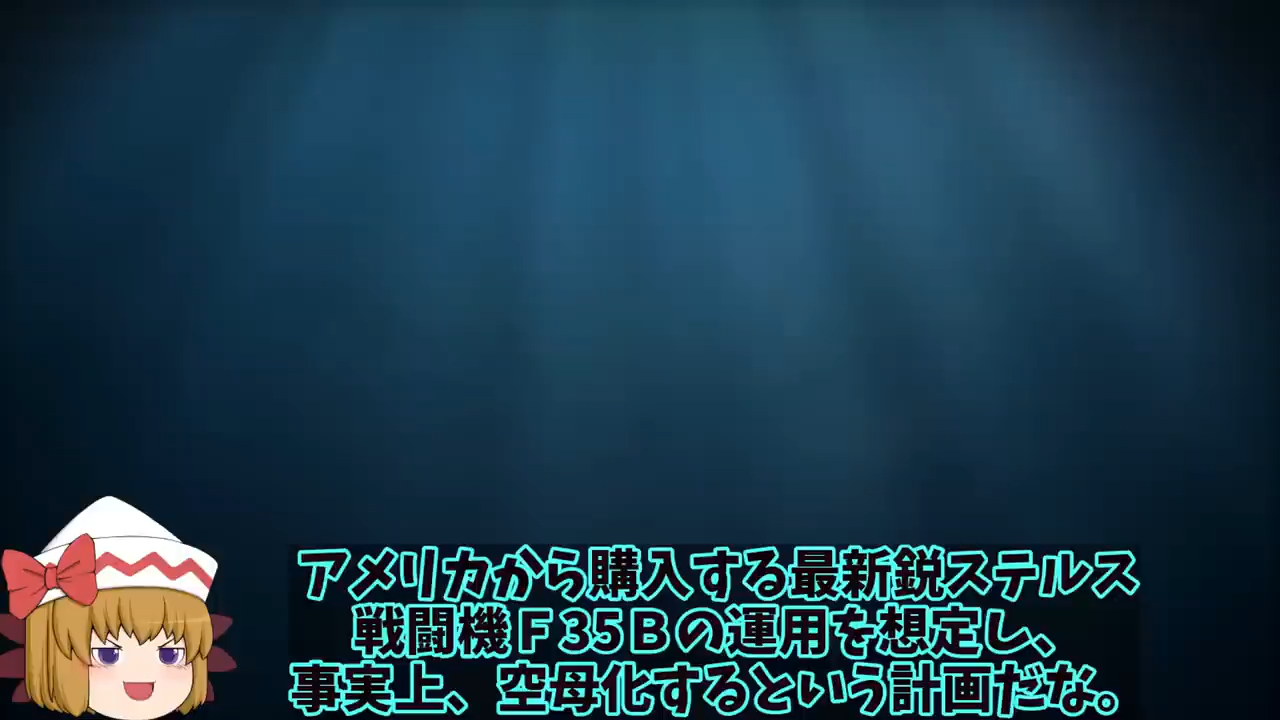 アメリカから購入する最新鋭ステルス
戦闘機Ｆ35Ｂの運用を想定し、
事実上、空母化するという計画だな。